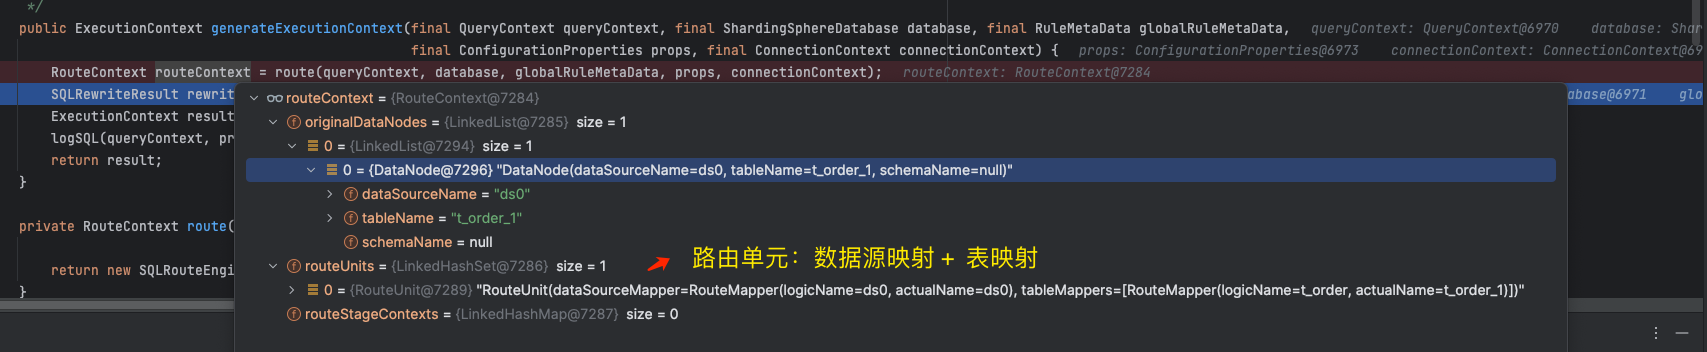 */
public ExecutionContext generateExecutionContext(final QueryContext queryContext, final ShardingSphereDatabase database, final RuleMetaData globalRuleMetaData, queryContext: QueryContext@6970 database: Shar
final ConfigurationProperties props, final ConnectionContext connectionContext) { props: ConfigurationProperties@6973 connectionContext: ConnectionContext@69
RouteContext routeContext = route(queryContext, database, globalRuleMetaData, props, connectionContext); routeContext: RouteContext@7284
SQLRewriteResult rewrit abase@6971 glo
routeContext = {RouteContext@7284}
ExecutionContext result
originalDataNodes = {LinkedList@7285} size = 1
logSQL(queryContext, pr
0 = {LinkedList@7294} size = 1
return result;
0 = {DataNode@7296} "DataNode(dataSourceName=ds0, tableName=t_order_1, schemaName=null)"
}
dataSourceName = "ds0"
tableName = "t_order_1"
private RouteContext route(
schemaName = null
路由单元：数据源映射 + 表映射
routeUnits = {LinkedHashSet@7286} size = 1
return new SQLRouteEngi
0 = {RouteUnit@7289} "RouteUnit(dataSourceMapper=RouteMapper(logicName=ds0, actualName=ds0), tableMappers=[RouteMapper(logicName=t_order, actualName=t_order_1)])"
}
routeStageContexts = {LinkedHashMap@7287} size = 0